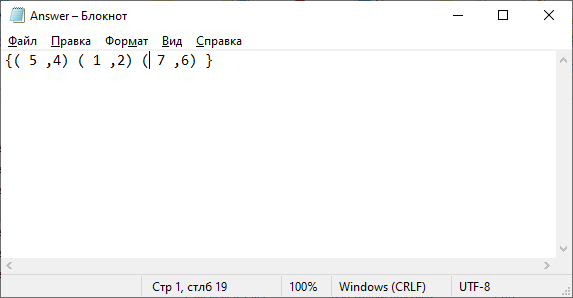 Answer – Блокнот
Файл Правка Формат Вид Справка
{( 5 ,4) ( 1 ,2) ( 7 ,6) }
Стр 1, стлб 19 100% Windows (CRLF) UTF-8